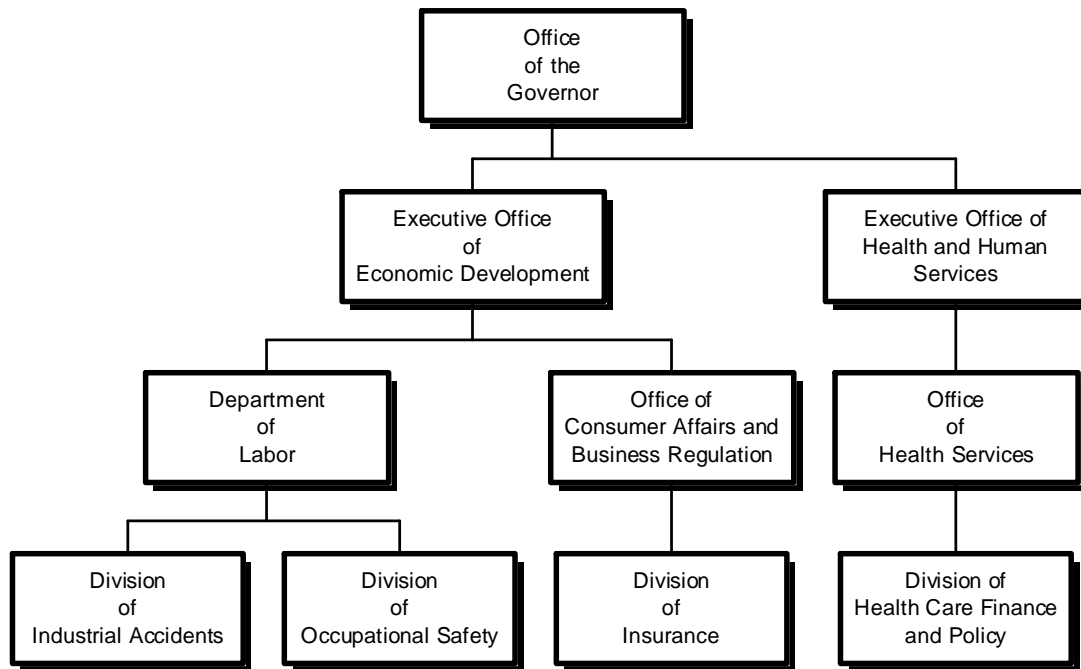 Office
of the
Governor
Executive Office
of
Economic Development
Executive Office of
Health and Human
Services
Department
of
Labor
Office of
Consumer Affairs and
Business Regulation
Office
of
Health Services
Division
of
Industrial Accidents
Division
of
Occupational Safety
Division
of
Insurance
Division of
Health Care Finance
and Policy